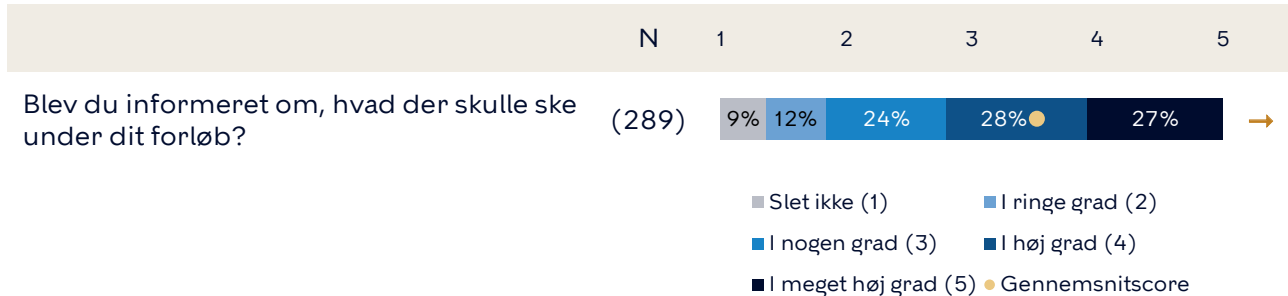 N 1 2 3 4 5
Blev du informeret om, hvad der skulle ske
under dit forløb?
(289) 9% 12% 24% 28% 27%
Slet ikke (1) I ringe grad (2)
I nogen grad (3) I høj grad (4)
I meget høj grad (5) Gennemsnitscore